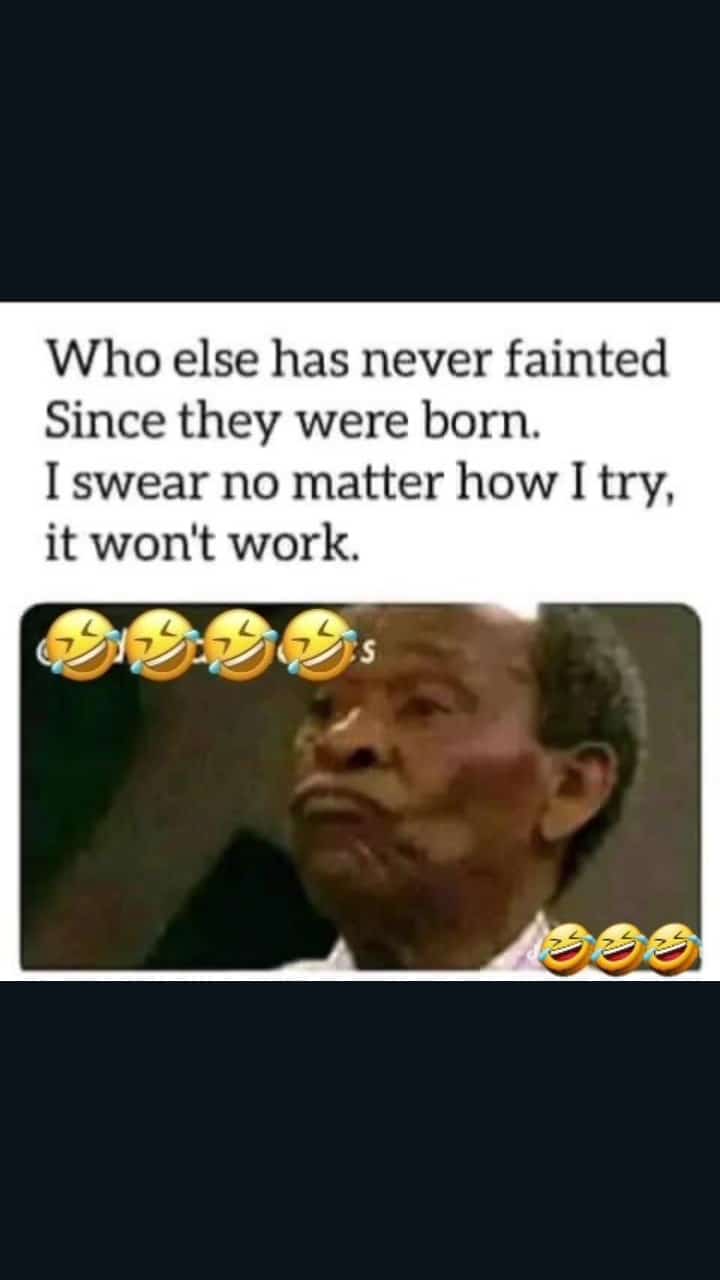 Who else has never fainted
Since they were born.
I swear no matter how I try,
it won't work.